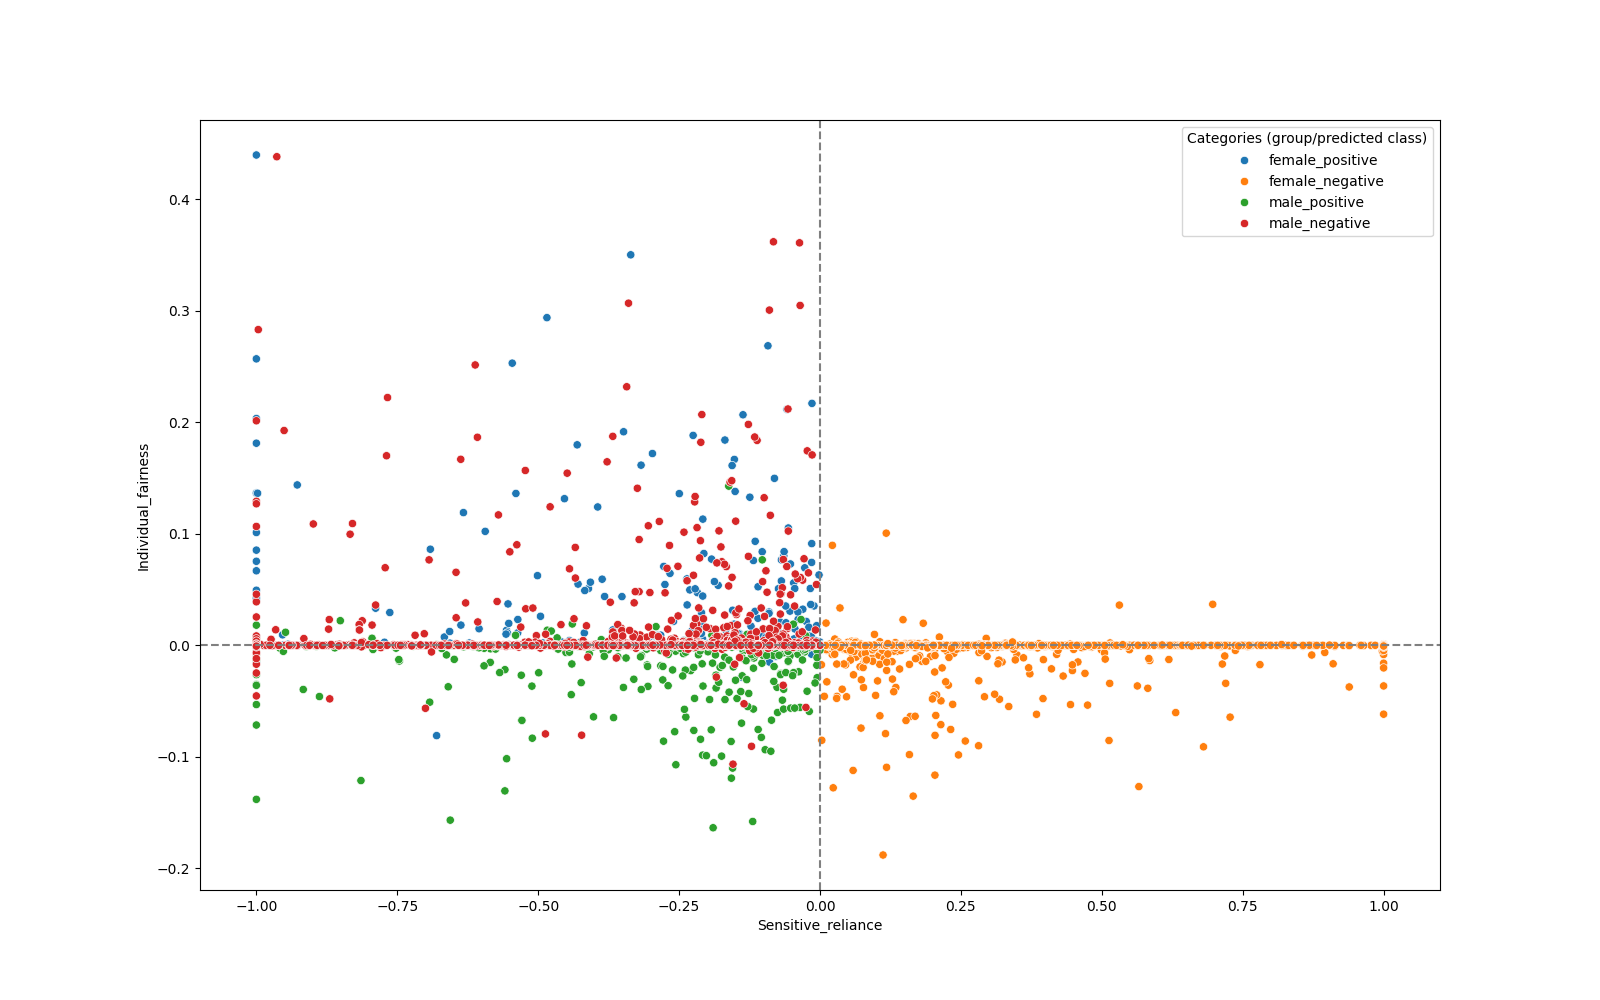 Categories (group/predicted class)
female_positive
female_negative
male_positive
male_negative
0.4
0.3
0.2
0.1
0.0
−0.1
−0.2
Individual_fairness
−1.00 −0.75 −0.50 −0.25 0.00 0.25 0.50 0.75 1.00
Sensitive_reliance